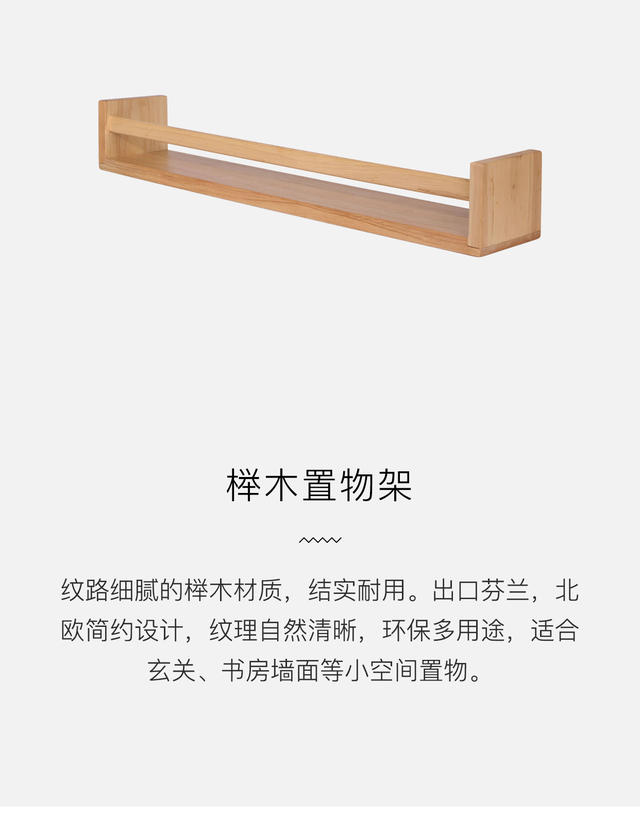 榉木置物架
纹路细腻的榉木材质，结实耐用。出口芬兰，北
欧简约设计，纹理自然清晰，环保多用途，适合
玄关、书房墙面等小空间置物。